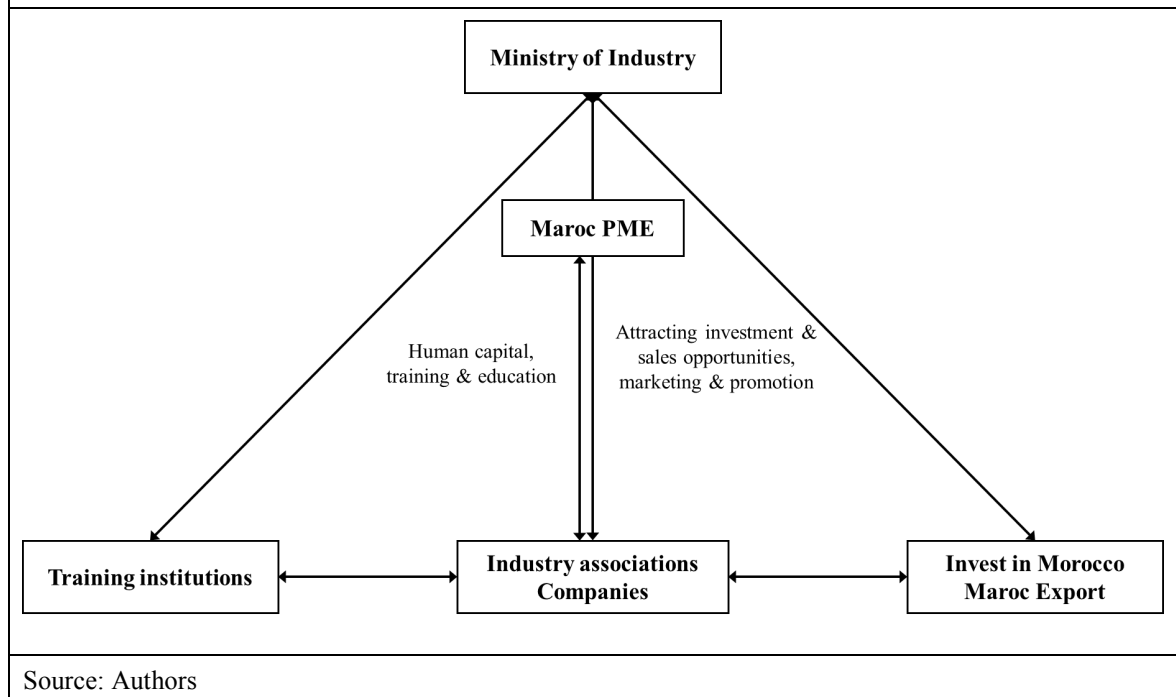 Ministry of Industry
Maroc PME
Human capital,
training & education
Attracting investment &
sales opportunities,
marketing & promotion
Training institutions
Industry associations
Companies
Invest in Morocco
Maroc Export
Source: Authors